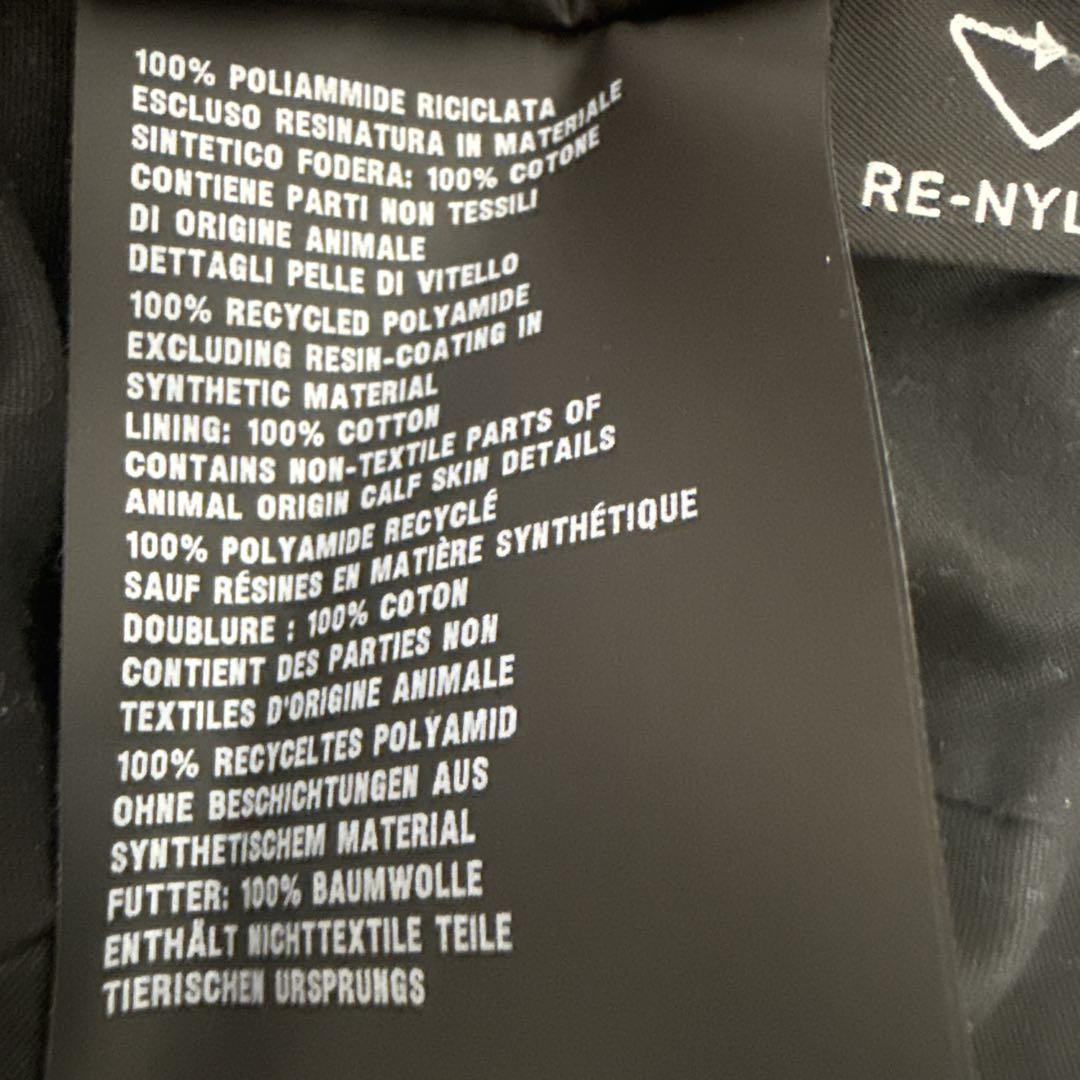 100% POLIAMMIDE RICICLATA
ESCLUSO RESINATURA IN MATERIALE
SINTETICO FODERA: 100% COTONE
CONTIENE PARTI NON TESSILI
DI ORIGINE ANIMALE
DETTAGLI PELLE DI VITELLO
100% RECYCLED POLYAMIDE
EXCLUDING RESIN-COATING IN
SYNTHETIC MATERIAL
LINING: 100% COTTON
CONTAINS NON-TEXTILE PARTS OF
ANIMAL ORIGIN CALF SKIN DETAILS
100% POLYAMIDE RECYCLÉ
SAUF RÉSINES EN MATIÈRE SYNTHÉTIQUE
DOUBLURE : 100% COTON
CONTIENT DES PARTIES NON
TEXTILES D'ORIGINE ANIMALE
100% RECYCELTES POLYAMID
OHNE BESCHICHTUNGEN AUS
SYNTHETISCHEM MATERIAL
FUTTER: 100% BAUMWOLLE
ENTHÄLT NICHTTEXTILE TEILE
TIERISCHEN URSPRUNGS
RE-NYL